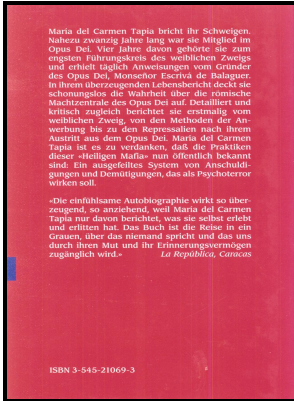 Maria del Carmen Tapia bricht ihr Schweigen.
Nahezu zwanzig Jahre lang war sie Mitglied im
Opus Dei. Vier Jahre davon gehörte sie zum
engsten Führungskreis des weiblichen Zweigs
und erhielt täglich Anweisungen vom Gründer
des Opus Dei, Monseñor Escrivá de Balaguer.
In ihrem überzeugenden Lebensbericht deckt sie
schonungslos die Wahrheit über die römische
Machtzentrale des Opus Dei auf. Detailliert und
kritisch zugleich berichtet sie erstmalig vom
weiblichen Zweig, von den Methoden der An-
werbung bis zu den Repressalien nach ihrem
Austritt aus dem Opus Dei. Maria del Carmen
Tapia ist es zu verdanken, daß die Praktiken
dieser «Heiligen Mafia» nun öffentlich bekannt
sind: Ein ausgefeiltes System von Anschuldi-
gungen und Demütigungen, das als Psychoterror
wirken soll.
«Die einfühlsame Autobiographie wirkt so über-
zeugend, so anziehend, weil Maria del Carmen
Tapia nur davon berichtet, was sie selbst erlebt
und erlitten hat. Das Buch ist die Reise in ein
Grauen, über das niemand spricht und das uns
durch ihren Mut und ihr Erinnerungsvermögen
zugänglich wird.» La República, Caracas
ISBN 3-545-21069-3